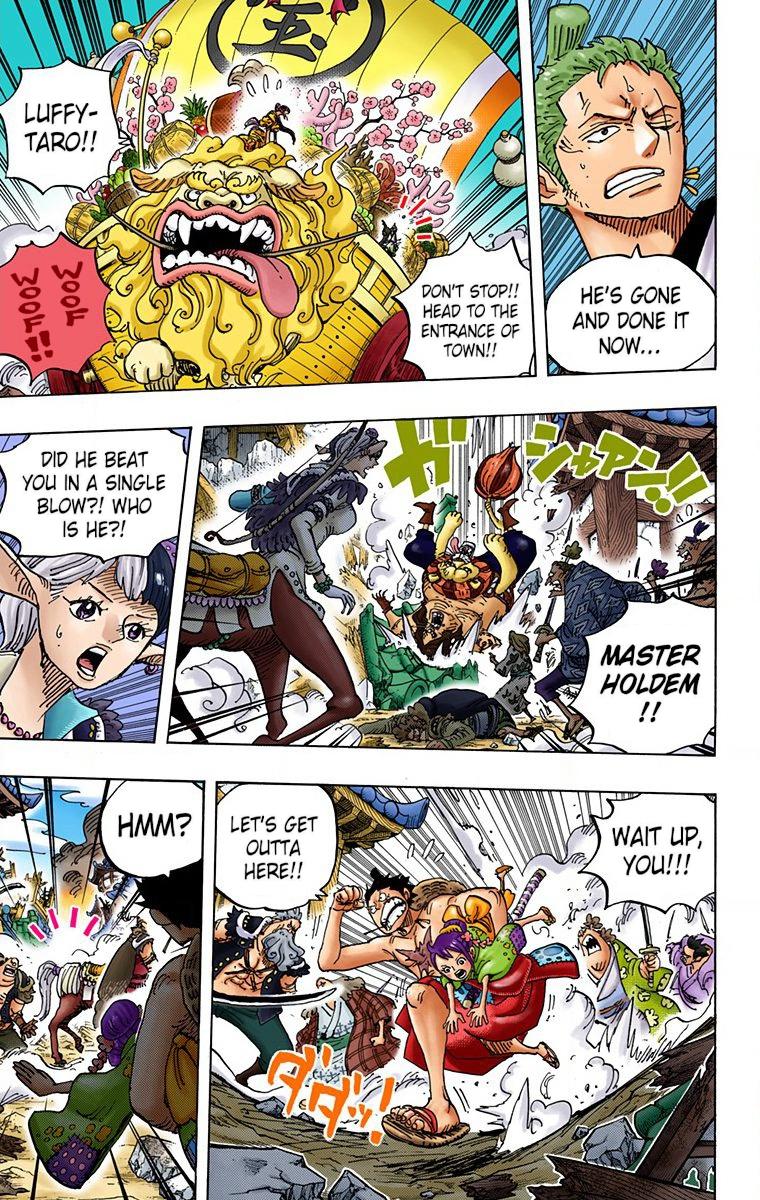 HE'S GONE
AND DONE IT
NOW...
宝
LUFFY-
TARO!!
DON'T STOP!!
HEAD TO THE
ENTRANCE OF
TOWN!!
WOOF
WOOF!!
ガシャアン!!
MASTER
HOLDEM
!!
DID HE BEAT
YOU IN A SINGLE
BLOW?! WHO
IS HE?!
WAIT UP,
YOU!!!
LET'S GET
OUTTA
HERE!!
ダダダッ!
HMM?